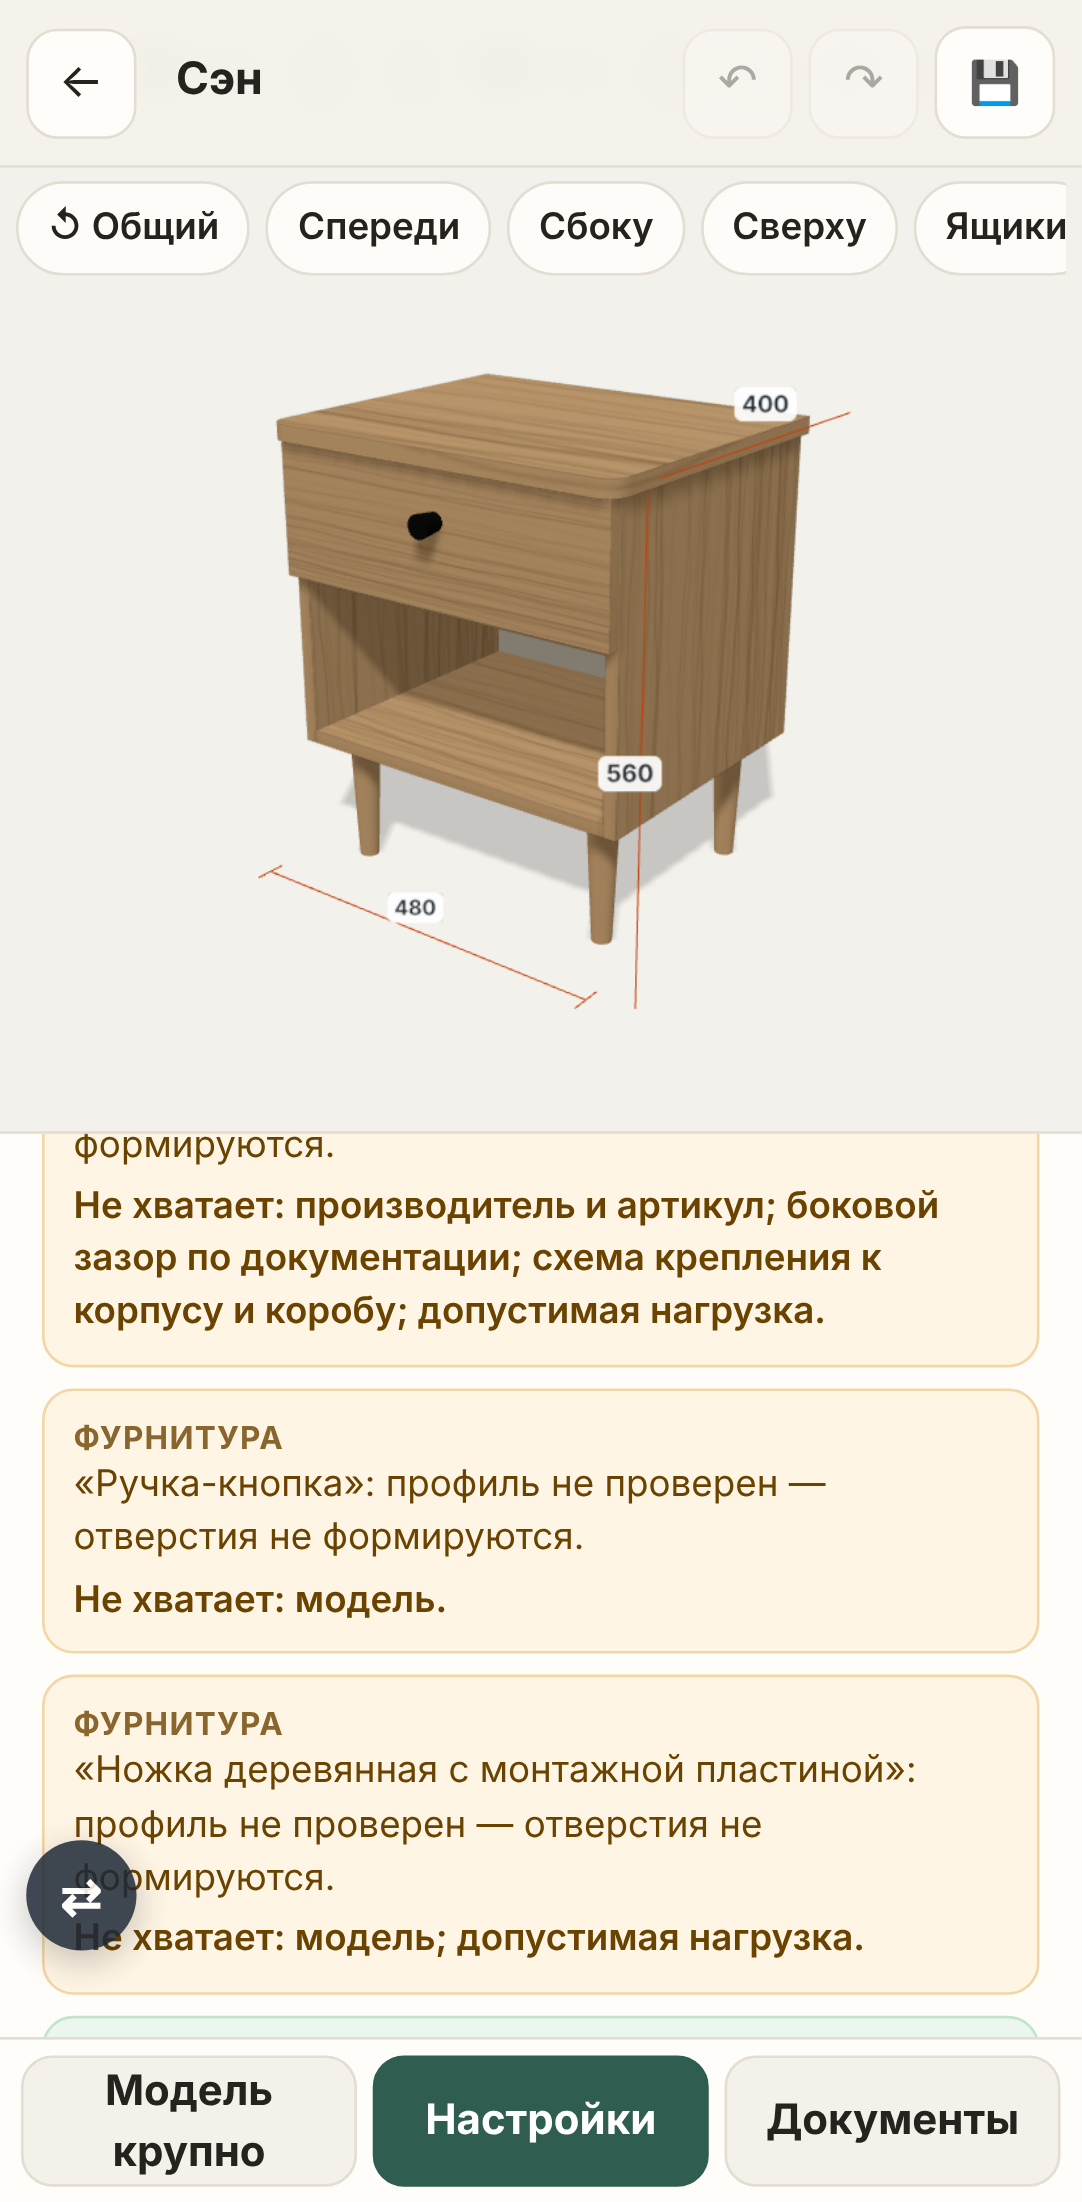 Сэн
Общий
Спереди
Сбоку
Сверху
Ящики
400
560
480
формируются.
Не хватает: производитель и артикул; боковой
зазор по документации; схема крепления к
корпусу и коробу; допустимая нагрузка.
ФУРНИТУРА
«Ручка-кнопка»: профиль не проверен —
отверстия не формируются.
Не хватает: модель.
ФУРНИТУРА
«Ножка деревянная с монтажной пластиной»:
профиль не проверен — отверстия не
формируются.
Не хватает: модель; допустимая нагрузка.
Модель
крупно
Настройки
Документы